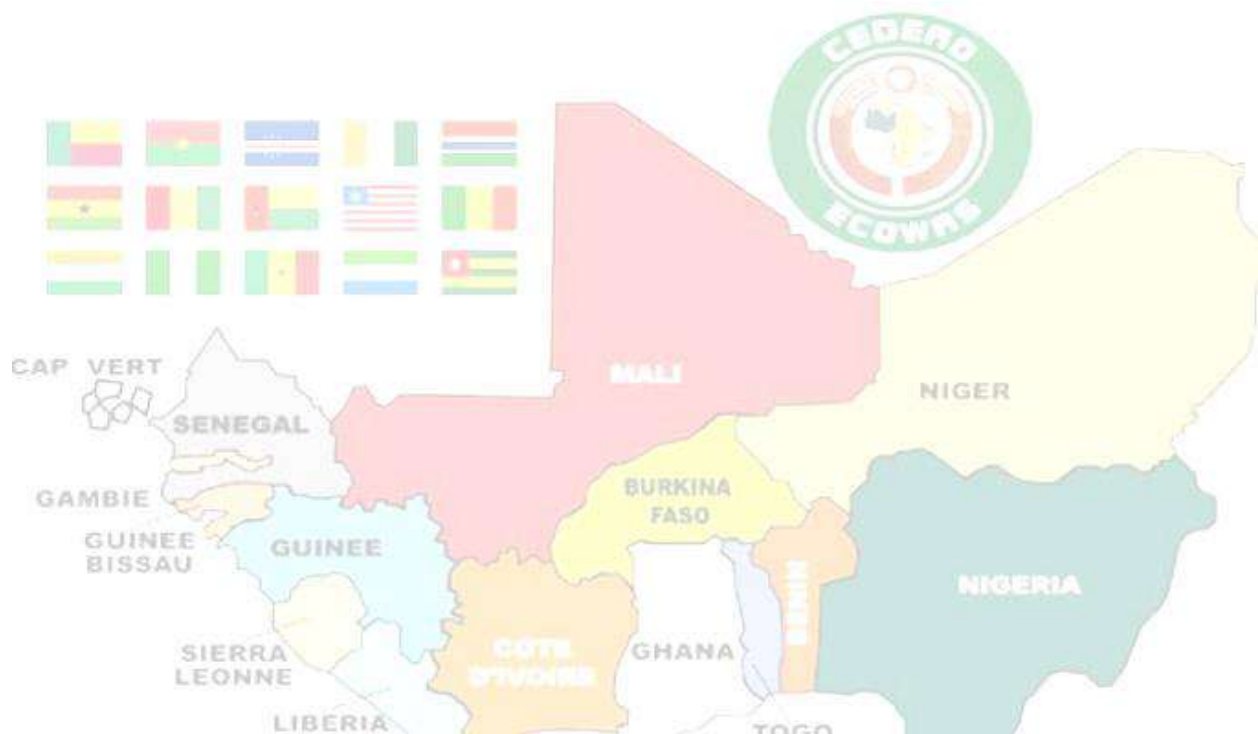 CEDEAO
ECOWAS
CAP VERT
MALI
NIGER
SENEGAL
GAMBIE
BURKINA
FASO
GUINEE
BISSAU
GUINEE
NIGERIA
BENIN
SIERRA
LEONNE
COTE
D'IVOIRE
GHANA
LIBERIA
TOGO